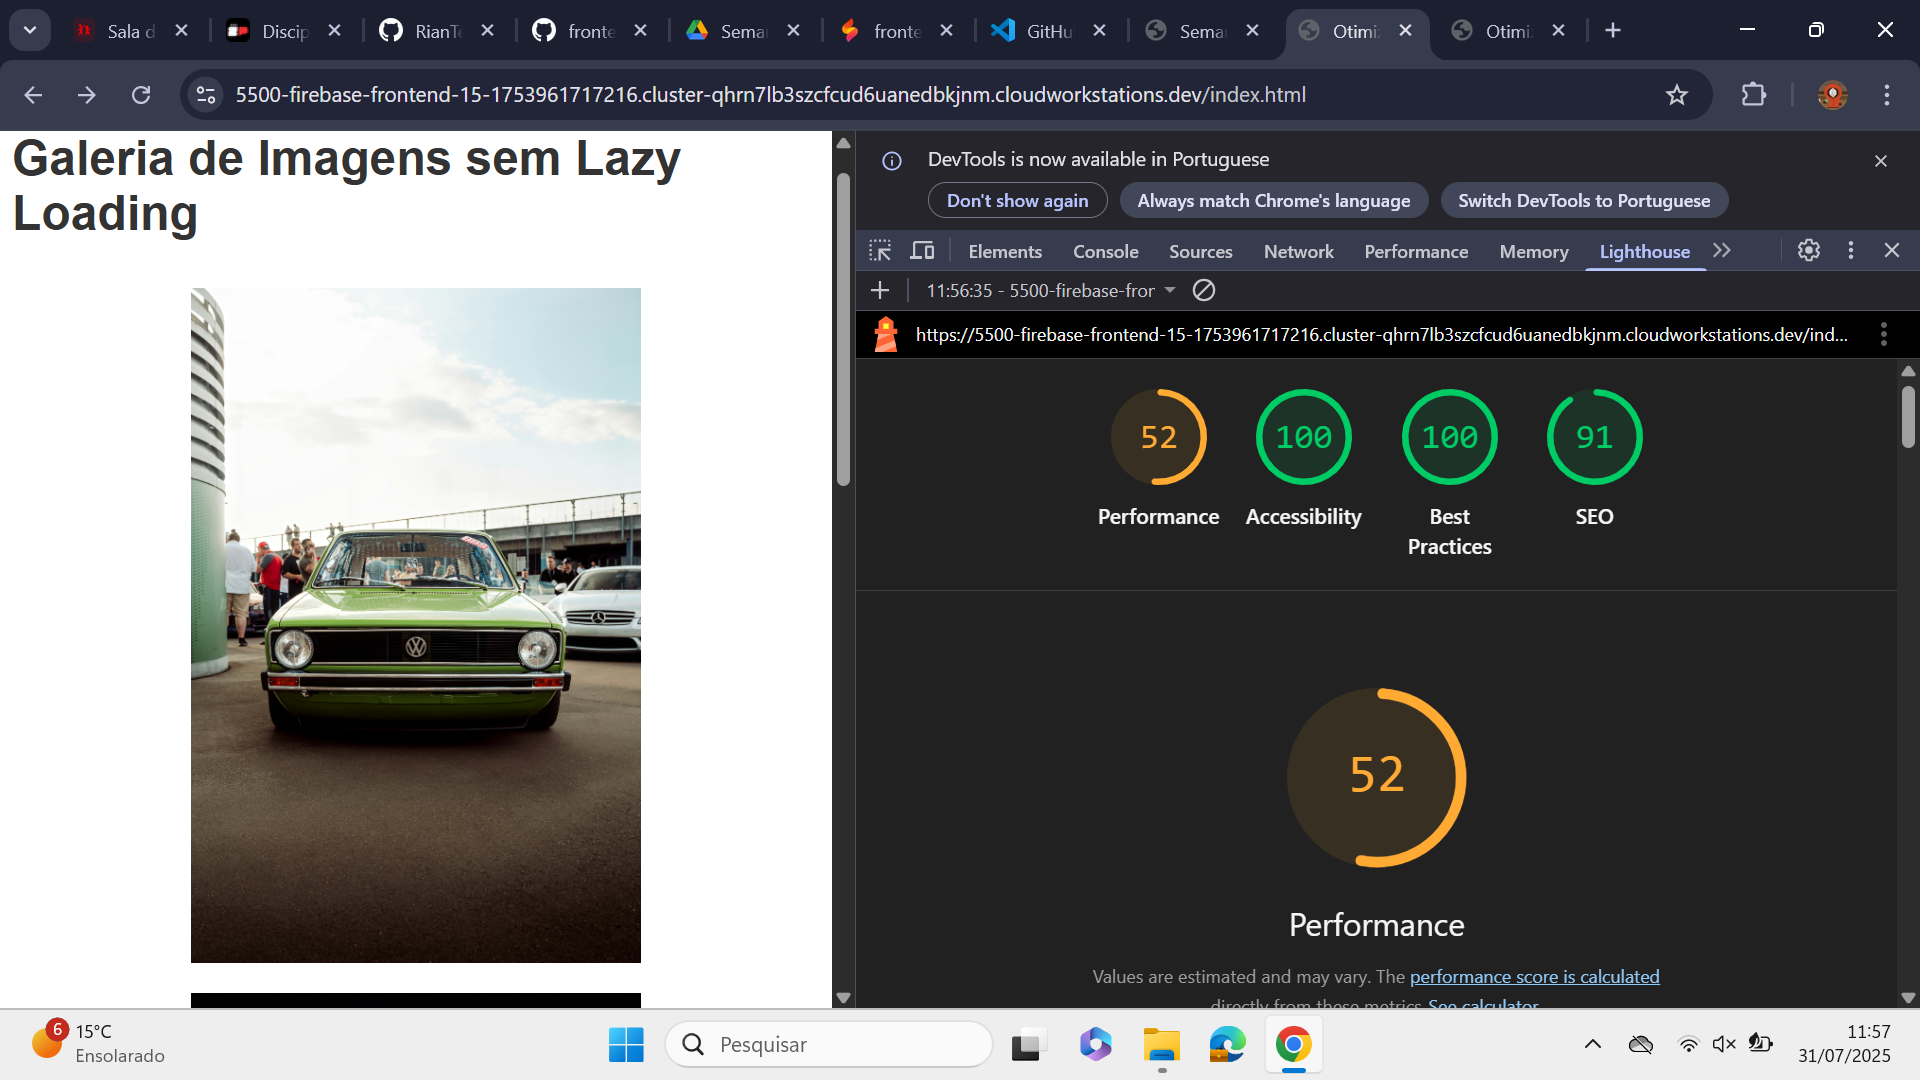 Sala d
Discip
RianTe
fronte
Semai
fronte
GitHu
Semai
Otimi
Otimi
5500-firebase-frontend-15-1753961717216.cluster-qhrn7lb3szcfcud6uanedbkjnm.cloudworkstations.dev/index.html
Galeria de Imagens sem Lazy
Loading
DevTools is now available in Portuguese
Don't show again
Always match Chrome's language
Switch DevTools to Portuguese
Elements
Console
Sources
Network
Performance
Memory
Lighthouse
11:56:35 - 5500-firebase-fror
https://5500-firebase-frontend-15-1753961717216.cluster-qhrn7lb3szcfcud6uanedbkjnm.cloudworkstations.dev/ind...
52
100
100
91
Performance
Accessibility
Best
Practices
SEO
52
Performance
Values are estimated and may vary. The performance score is calculated
directly from these metrics. See calculator.
6
15°C
Ensolarado
Pesquisar
11:57
31/07/2025